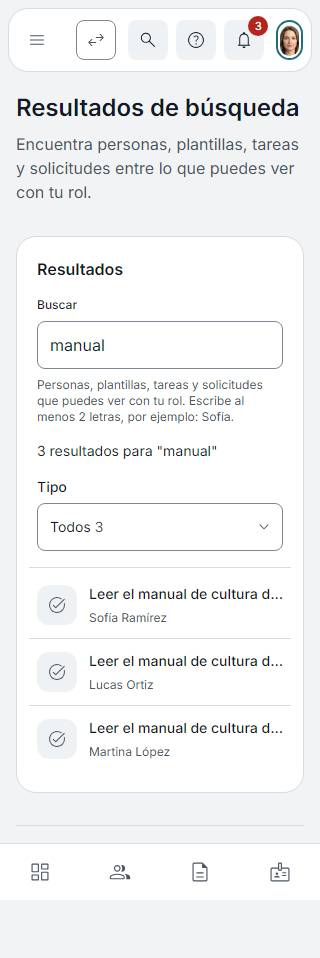 3
Resultados de búsqueda
Encuentra personas, plantillas, tareas
y solicitudes entre lo que puedes ver
con tu rol.
Resultados
Buscar
manual
Personas, plantillas, tareas y solicitudes
que puedes ver con tu rol. Escribe al
menos 2 letras, por ejemplo: Sofía.
3 resultados para "manual"
Tipo
Todos 3
Leer el manual de cultura d...
Sofía Ramírez
Leer el manual de cultura d...
Lucas Ortiz
Leer el manual de cultura d...
Martina López